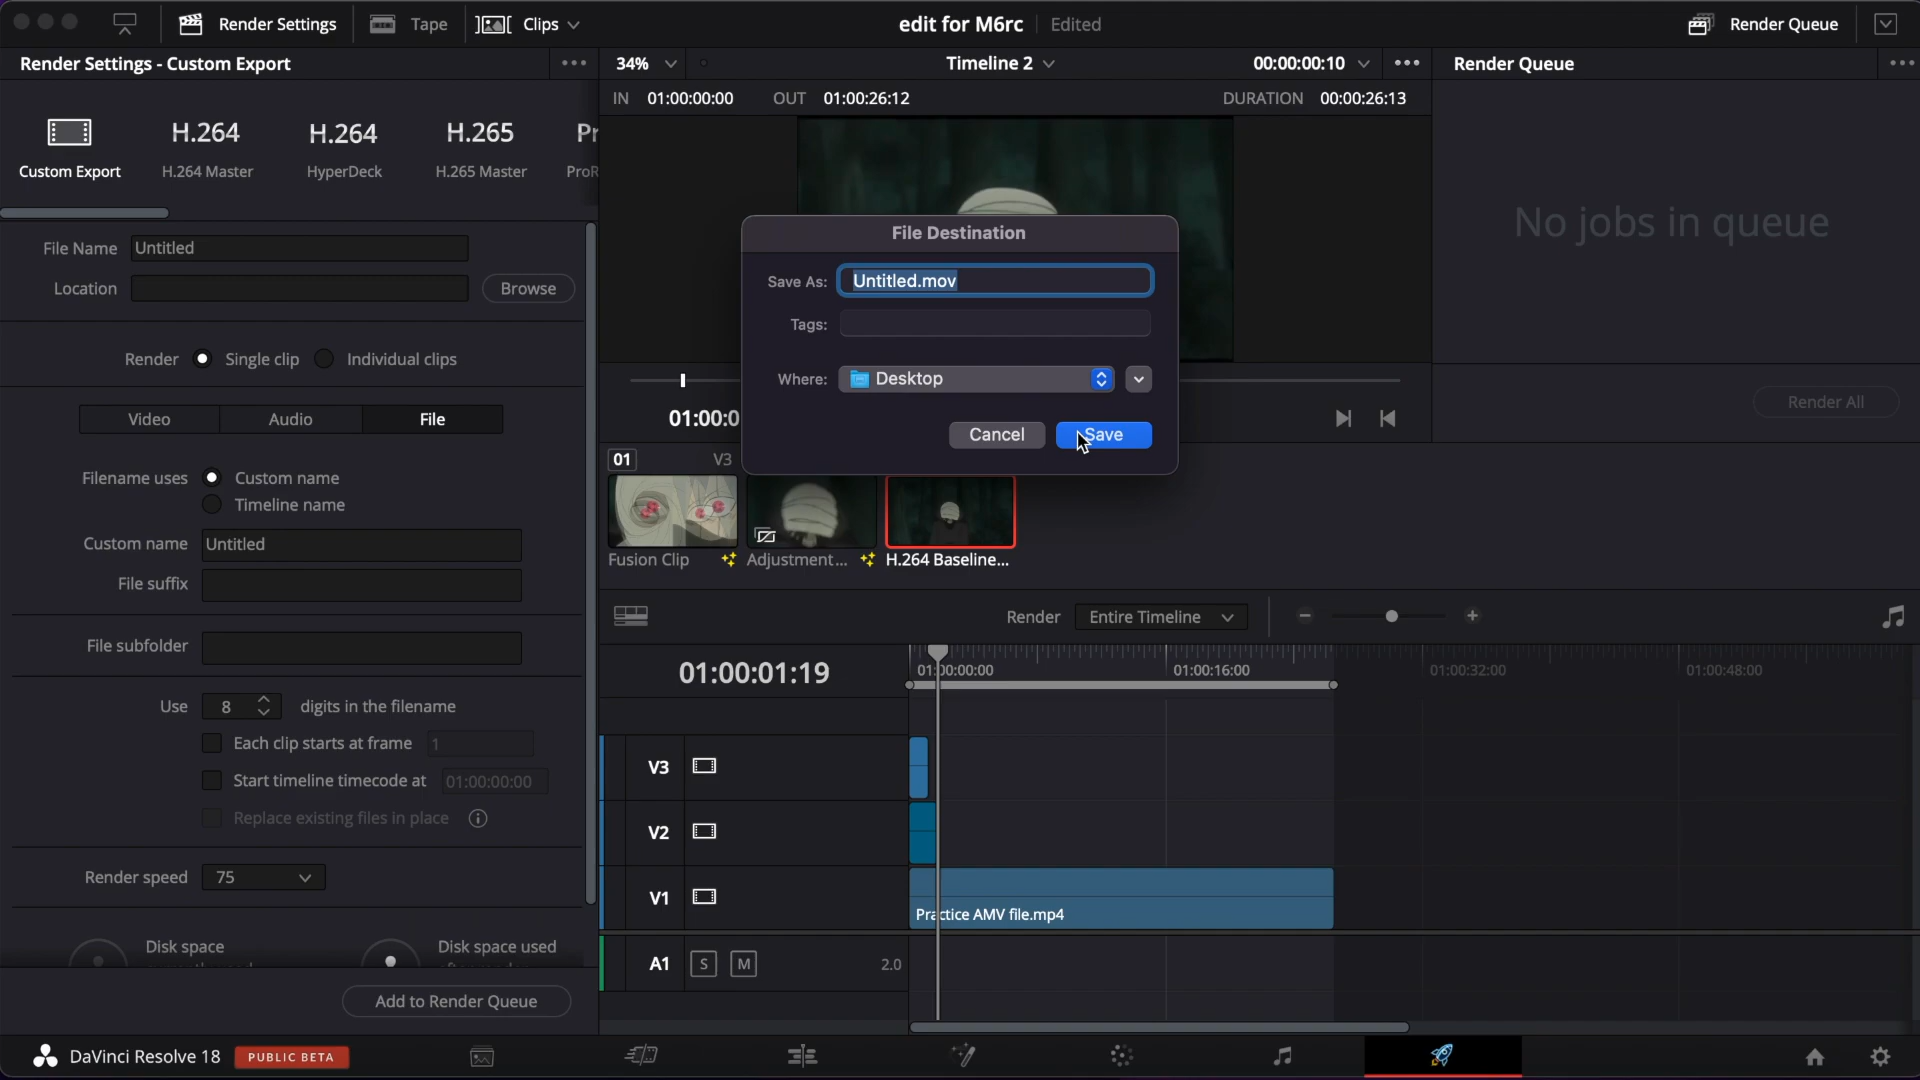 Render Settings
Tape
Clips
edit for M6rc
Edited
Render Queue
Render Settings - Custom Export
34%
Timeline 2
00:00:00:10
Render Queue
IN 01:00:00:00
OUT 01:00:26:12
DURATION 00:00:26:13
H.264
H.264
H.265
Custom Export
H.264 Master
HyperDeck
H.265 Master
No jobs in queue
File Destination
File Name
Untitled
Save As:
Untitled.mov
Location
Browse
Tags:
Render
Single clip
Individual clips
Where:
Desktop
Video
Audio
File
Render All
01:00:0
Cancel
Save
Filename uses
Custom name
Timeline name
01
V3
Custom name
Untitled
Fusion Clip
Adjustment...
H.264 Baseline...
File suffix
Render
Entire Timeline
File subfolder
01:00:01:19
01:00:00:00
01:00:16:00
01:00:32:00
01:00:48:00
Use
8
digits in the filename
Each clip starts at frame
1
Start timeline timecode at
01:00:00:00
Replace existing files in place
V3
V2
V1
Practice AMV file.mp4
Render speed
75
Disk space
Disk space used
A1
S
M
2.0
Add to Render Queue
DaVinci Resolve 18
PUBLIC BETA